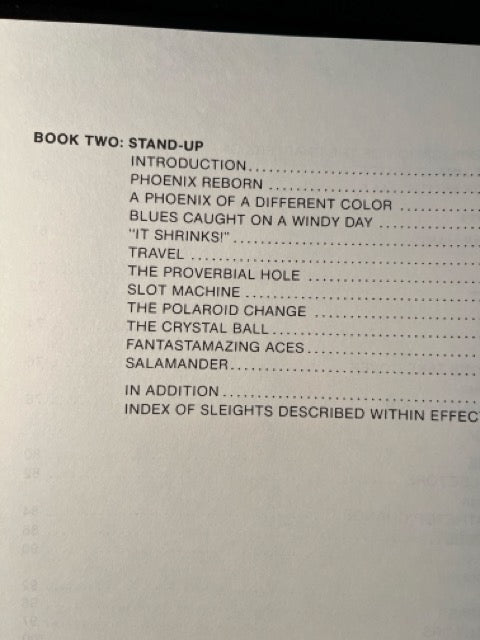 BOOK TWO: STAND-UP
INTRODUCTION
PHOENIX REBORN
A PHOENIX OF A DIFFERENT COLOR
BLUES CAUGHT ON A WINDY DAY
"IT SHRINKS!"
TRAVEL
THE PROVERBIAL HOLE
SLOT MACHINE
THE POLAROID CHANGE
THE CRYSTAL BALL
FANTASTAMAZING ACES
SALAMANDER
IN ADDITION
INDEX OF SLEIGHTS DESCRIBED WITHIN EFFEC